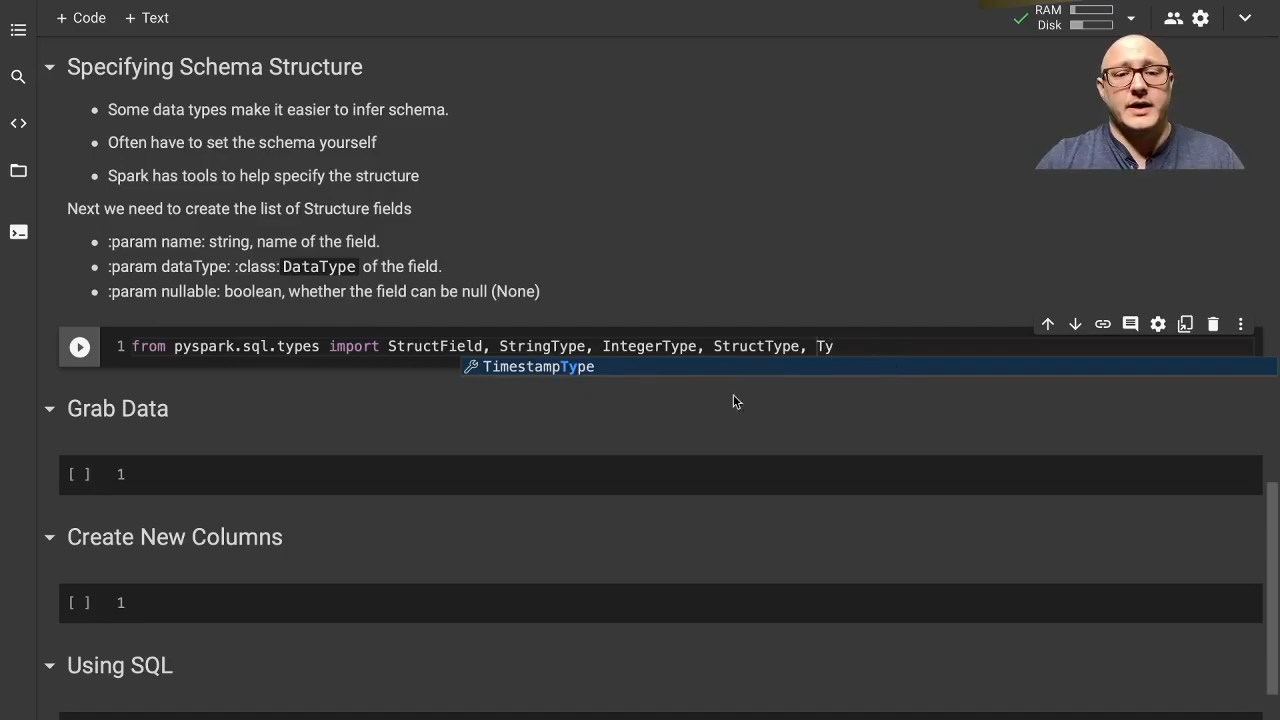 + Code + Text
RAM
Disk
Specifying Schema Structure
Some data types make it easier to infer schema.
Often have to set the schema yourself
Spark has tools to help specify the structure
Next we need to create the list of Structure fields
:param name: string, name of the field.
:param dataType: :class: DataType of the field.
:param nullable: boolean, whether the field can be null (None)
1 from pyspark.sql.types import StructField, StringType, IntegerType, StructType, Ty
TimestampType
Grab Data
[ ] 1
Create New Columns
[ ] 1
Using SQL